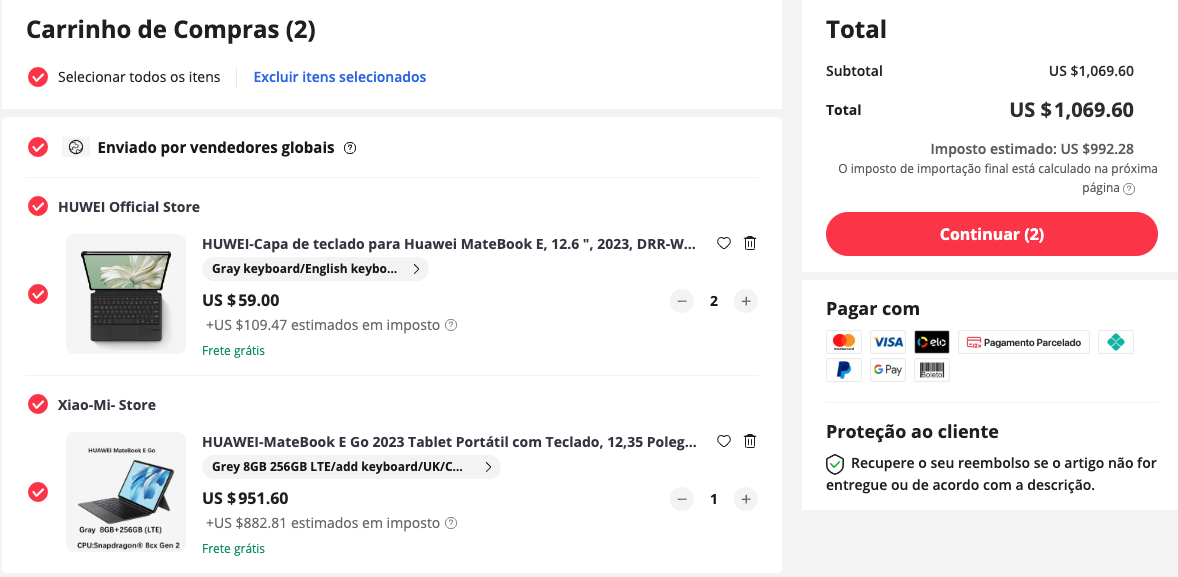 Carrinho de Compras (2)
Selecionar todos os itens
Excluir itens selecionados
Enviado por vendedores globais
HUWEI Official Store
HUWEI-Capa de teclado para Huawei MateBook E, 12.6 ", 2023, DRR-W...
Gray keyboard/English keybo...
US $59.00
2
+US $109.47 estimados em imposto
Frete grátis
Xiao-Mi- Store
HUAWEI MateBook E Go
Gray 8GB+256GB (LTE)
CPU:Snapdragon® 8cx Gen 2
HUAWEI-MateBook E Go 2023 Tablet Portátil com Teclado, 12,35 Poleg...
Grey 8GB 256GB LTE/add keyboard/UK/C...
US $951.60
1
+US $882.81 estimados em imposto
Frete grátis
Total
Subtotal US $1,069.60
Total US $1,069.60
Imposto estimado: US $992.28
O imposto de importação final está calculado na próxima
página
Continuar (2)
Pagar com
mastercard VISA elo Pagamento Parcelado
G Pay Boleto
Proteção ao cliente
Recupere o seu reembolso se o artigo não for
entregue ou de acordo com a descrição.